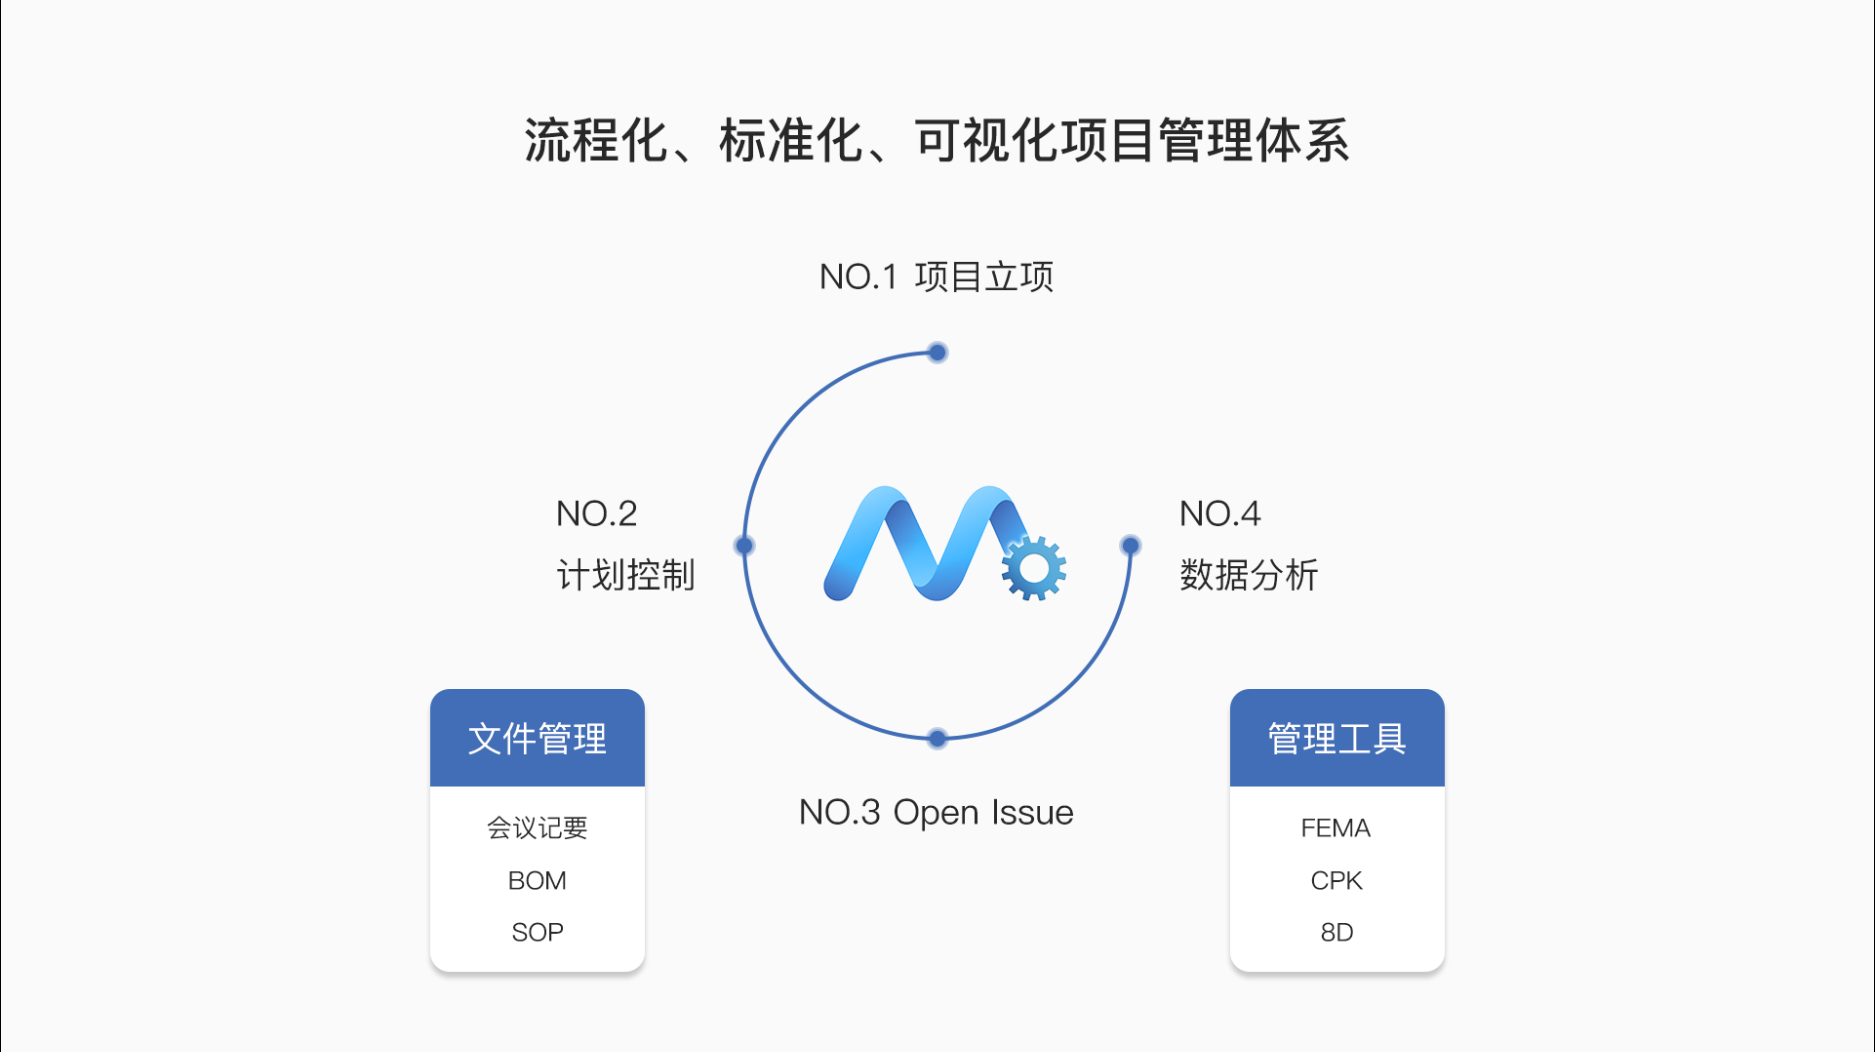 流程化、标准化、可视化项目管理体系
NO.1 项目立项
NO.2
计划控制
NO.4
数据分析
NO.3 Open Issue
文件管理
会议记要
BOM
SOP
管理工具
FEMA
CPK
8D